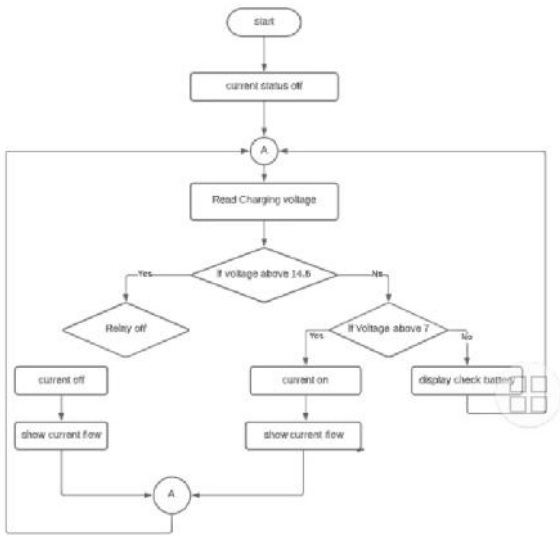 start
current status off
A
Read Charging voltage
If voltage above 14.6
Yes
No
Relay off
If Voltage above 7
Yes
No
current off
current on
display check battery
show current flow
show current flow
A